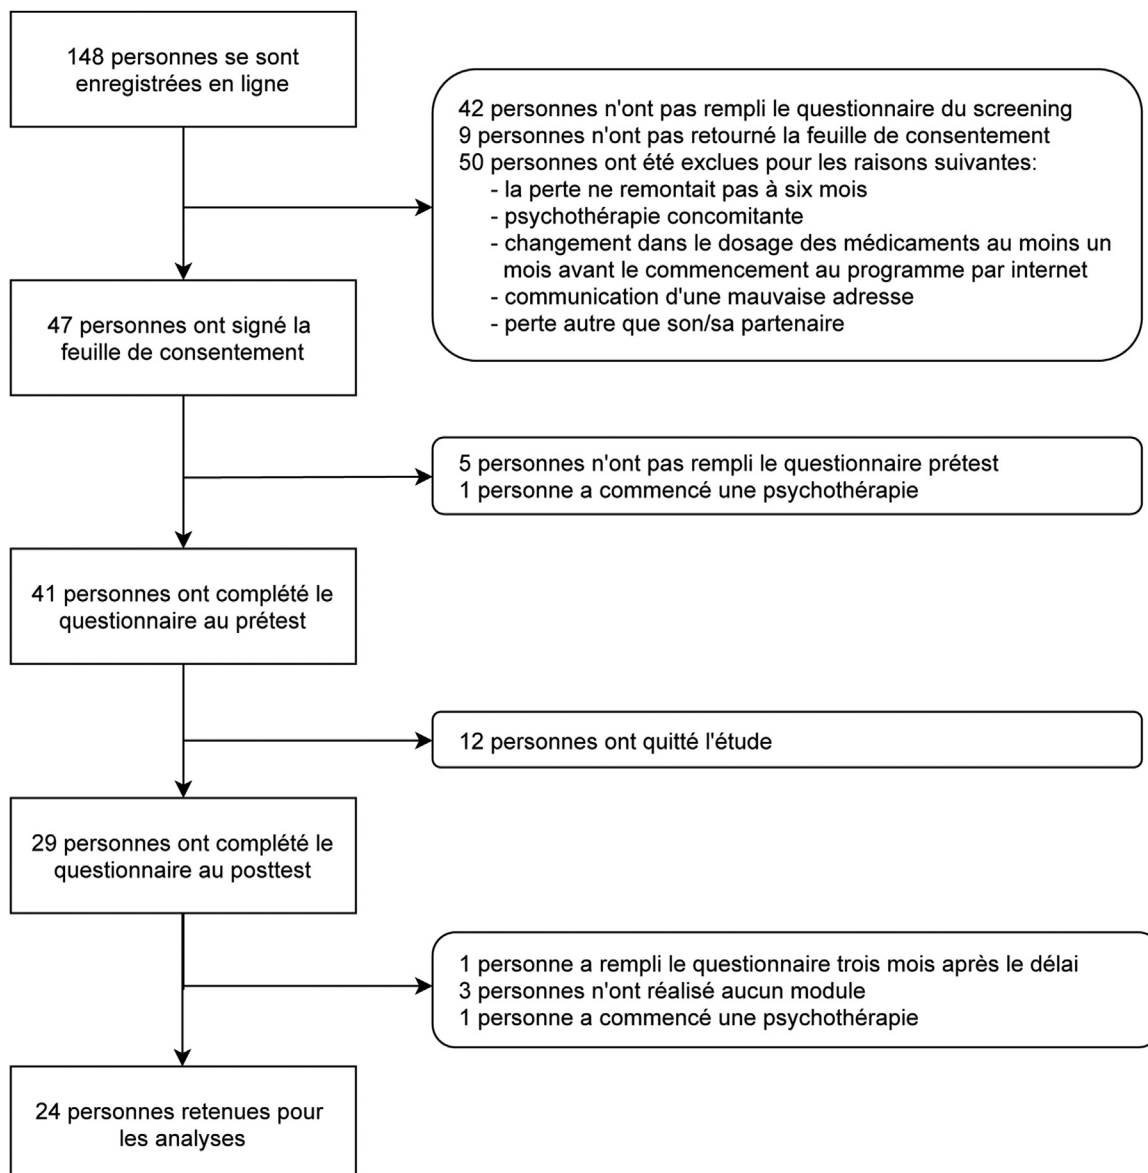 148 personnes se sont
enregistrées en ligne
42 personnes n'ont pas rempli le questionnaire du screening
9 personnes n'ont pas retourné la feuille de consentement
50 personnes ont été exclues pour les raisons suivantes:
- la perte ne remontait pas à six mois
- psychothérapie concomitante
- changement dans le dosage des médicaments au moins un
mois avant le commencement au programme par internet
- communication d'une mauvaise adresse
- perte autre que son/sa partenaire
47 personnes ont signé la
feuille de consentement
5 personnes n'ont pas rempli le questionnaire prétest
1 personne a commencé une psychothérapie
41 personnes ont complété le
questionnaire au prétest
12 personnes ont quitté l'étude
29 personnes ont complété le
questionnaire au posttest
1 personne a rempli le questionnaire trois mois après le délai
3 personnes n'ont réalisé aucun module
1 personne a commencé une psychothérapie
24 personnes retenues pour
les analyses